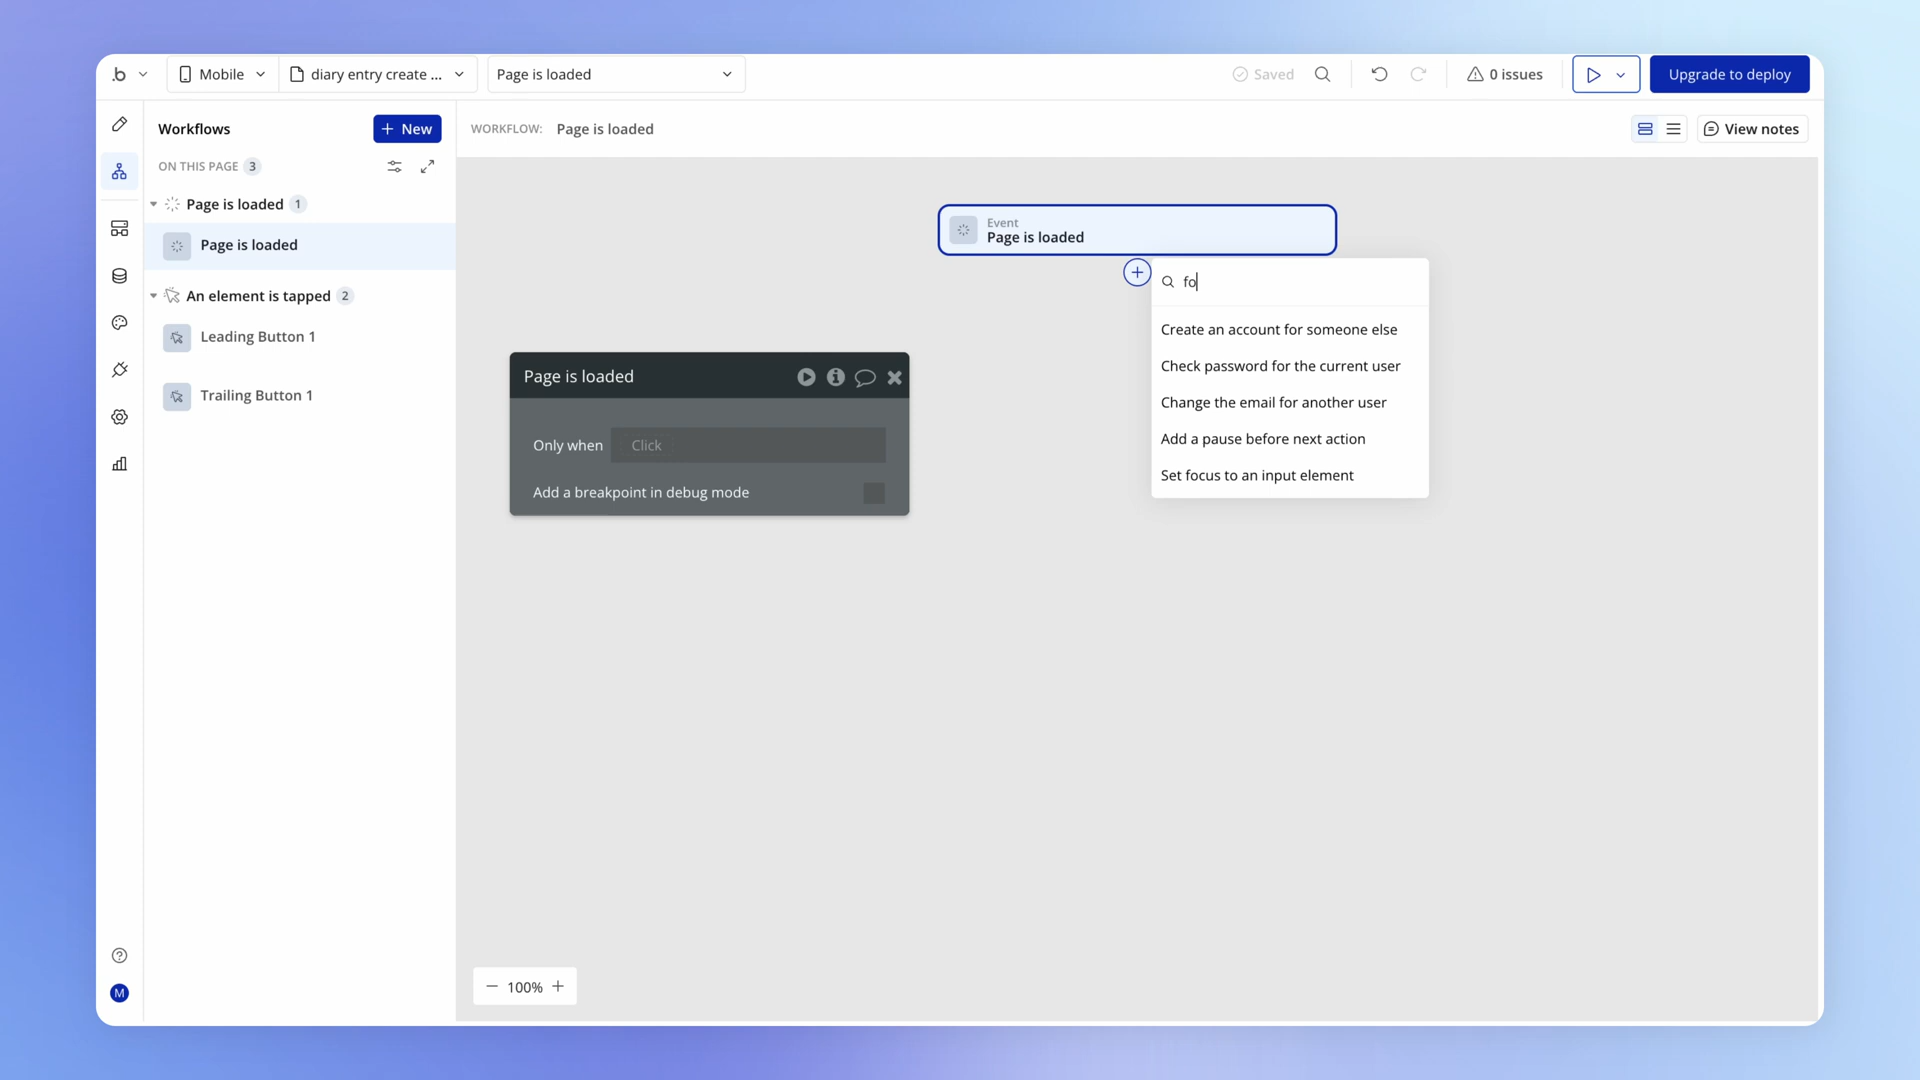 .b
Mobile
diary entry create ...
Page is loaded
Saved
0 issues
Upgrade to deploy
Workflows
+ New
WORKFLOW:
Page is loaded
View notes
ON THIS PAGE 3
Page is loaded 1
Page is loaded
An element is tapped 2
Leading Button 1
Trailing Button 1
Event
Page is loaded
fo
Create an account for someone else
Check password for the current user
Change the email for another user
Add a pause before next action
Set focus to an input element
Page is loaded
Only when
Click
Add a breakpoint in debug mode
M
100%